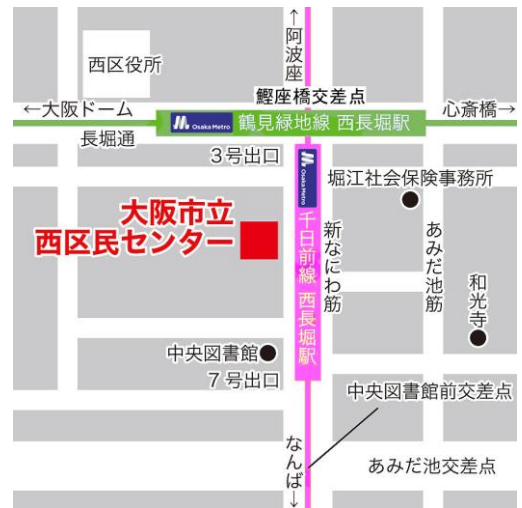 ←阿波座
西区役所
鰹座橋交差点
←大阪ドーム
心斎橋→
Osaka Metro
鶴見緑地線 西長堀駅
長堀通
3号出口
Osaka Metro
千日前線 西長堀駅
堀江社会保険事務所
大阪市立
西区民センター
新なにわ筋
あみだ池筋
和光寺
中央図書館
7号出口
中央図書館前交差点
なんば→
あみだ池交差点